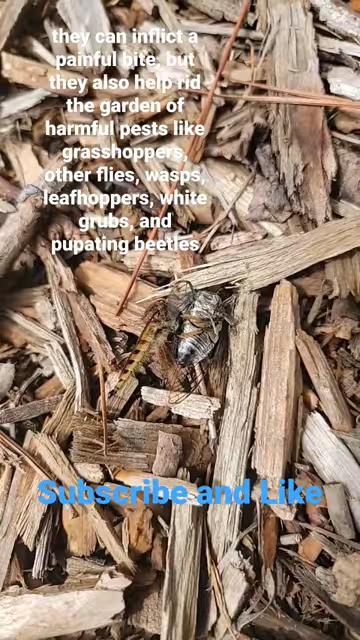 they can inflict a
painful bite, but
they also help rid
the garden of
harmful pests like
grasshoppers,
other flies, wasps,
leafhoppers, white
grubs, and
pupating beetles
Subscribe and Like